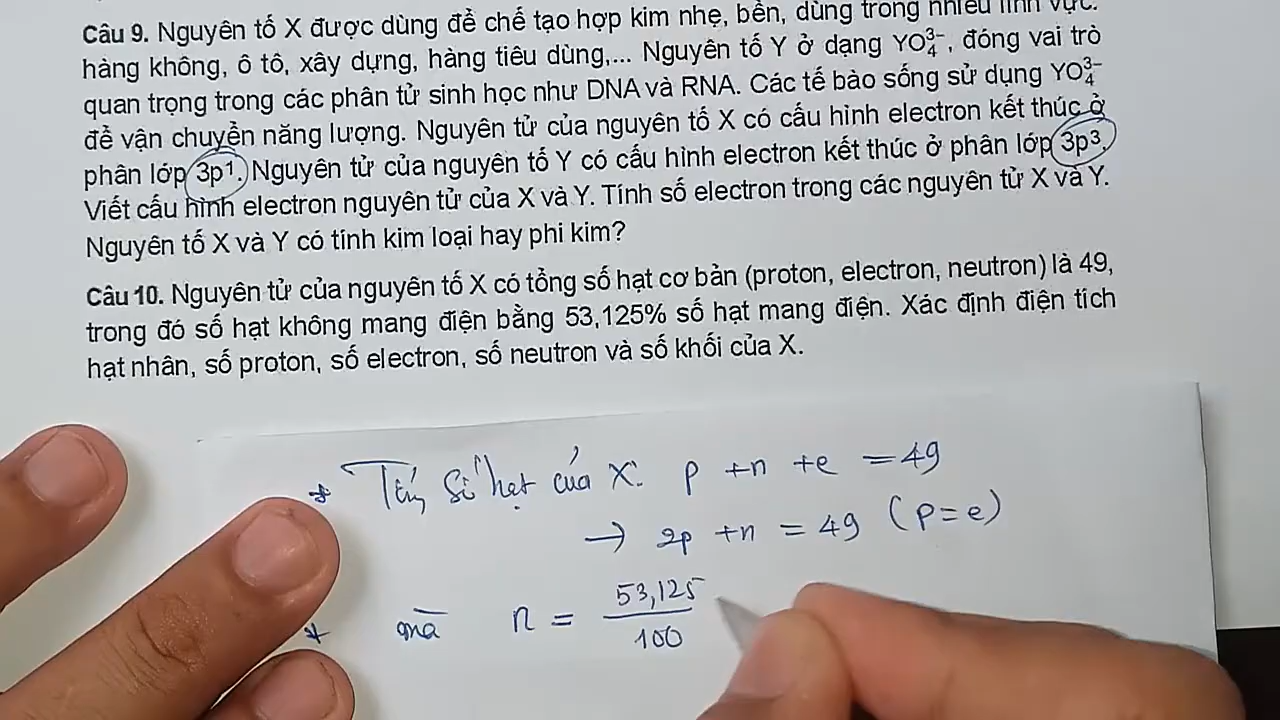 Câu 9. Nguyên tố X được dùng để chế tạo hợp kim nhẹ, bền, dùng trong nhiều lĩnh vực:
hàng không, ô tô, xây dựng, hàng tiêu dùng,... Nguyên tố Y ở dạng YO₄³⁻, đóng vai trò
quan trọng trong các phân tử sinh học như DNA và RNA. Các tế bào sống sử dụng YO₄³⁻
để vận chuyển năng lượng. Nguyên tử của nguyên tố X có cấu hình electron kết thúc ở
phân lớp 3p¹. Nguyên tử của nguyên tố Y có cấu hình electron kết thúc ở phân lớp 3p³.
Viết cấu hình electron nguyên tử của X và Y. Tính số electron trong các nguyên tử X và Y.
Nguyên tố X và Y có tính kim loại hay phi kim?
Câu 10. Nguyên tử của nguyên tố X có tổng số hạt cơ bản (proton, electron, neutron) là 49,
trong đó số hạt không mang điện bằng 53,125% số hạt mang điện. Xác định điện tích
hạt nhân, số proton, số electron, số neutron và số khối của X.
* Tổng số hạt của X: p + n + e = 49
→ 2p + n = 49 (p = e)
* mà n = 53,125/100